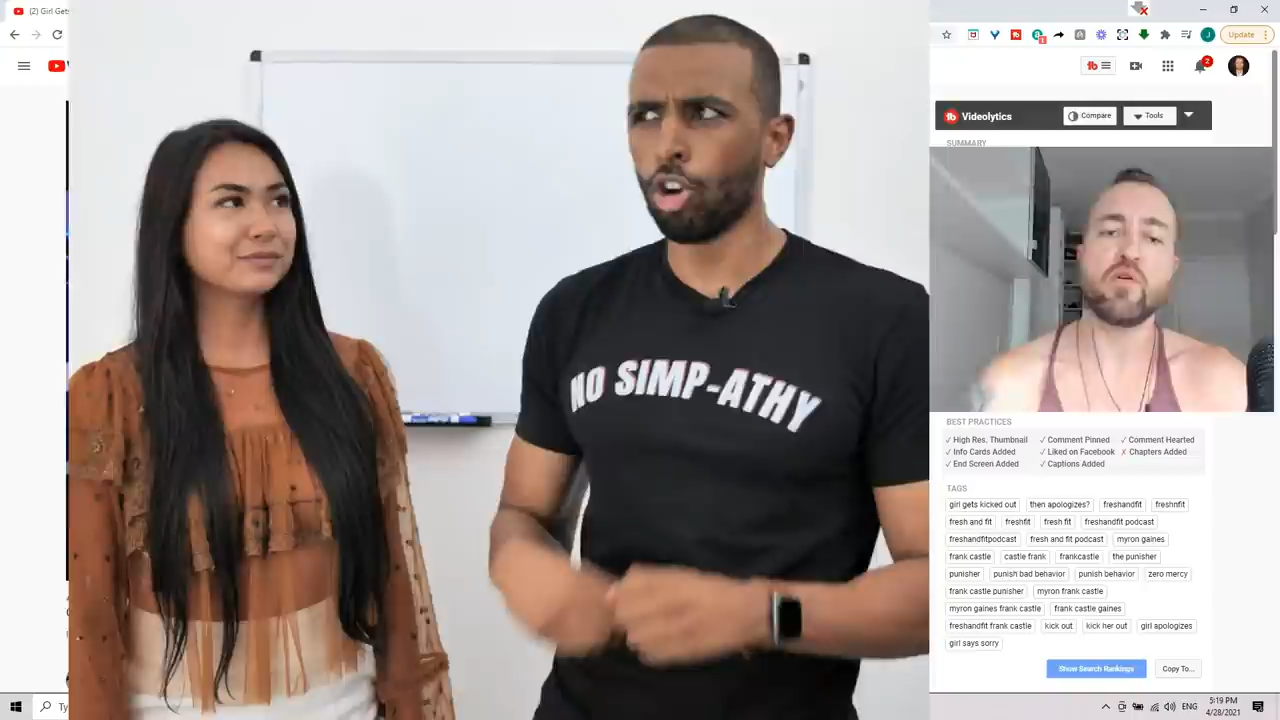 (2) Girl Gets
Update
2
1
Videolytics
Compare
Tools
SUMMARY
NO SIMP-ATHY
BEST PRACTICES
✓ High Res. Thumbnail ✓ Comment Pinned ✓ Comment Hearted
✓ Info Cards Added ✓ Liked on Facebook ✗ Chapters Added
✓ End Screen Added ✓ Captions Added
TAGS
girl gets kicked out then apologizes? freshandfit freshnfit
fresh and fit freshfit fresh fit freshandfit podcast
freshandfitpodcast fresh and fit podcast myron gaines
frank castle castle frank frankcastle the punisher
punisher punish bad behavior punish behavior zero mercy
frank castle punisher myron frank castle
myron gaines frank castle frank castle gaines
freshandfit frank castle kick out kick her out girl apologizes
girl says sorry
Show Search Rankings Copy To...
Ty
ENG
5:19 PM
4/28/2021